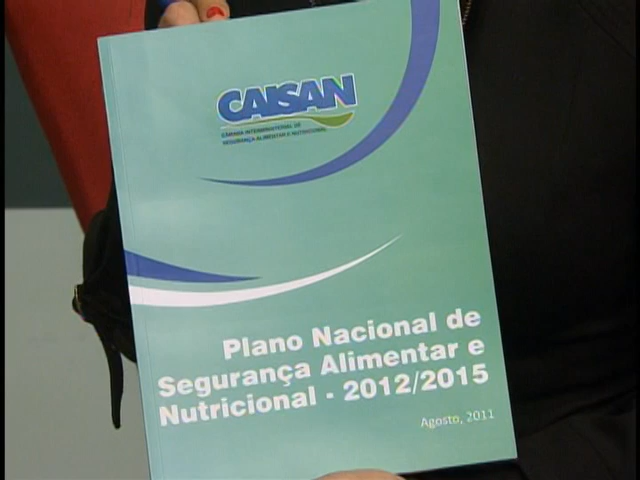 CAISAN
CÂMARA INTERMINISTERIAL DE
SEGURANÇA ALIMENTAR E NUTRICIONAL
Plano Nacional de
Segurança Alimentar e
Nutricional - 2012/2015
Agosto, 2011